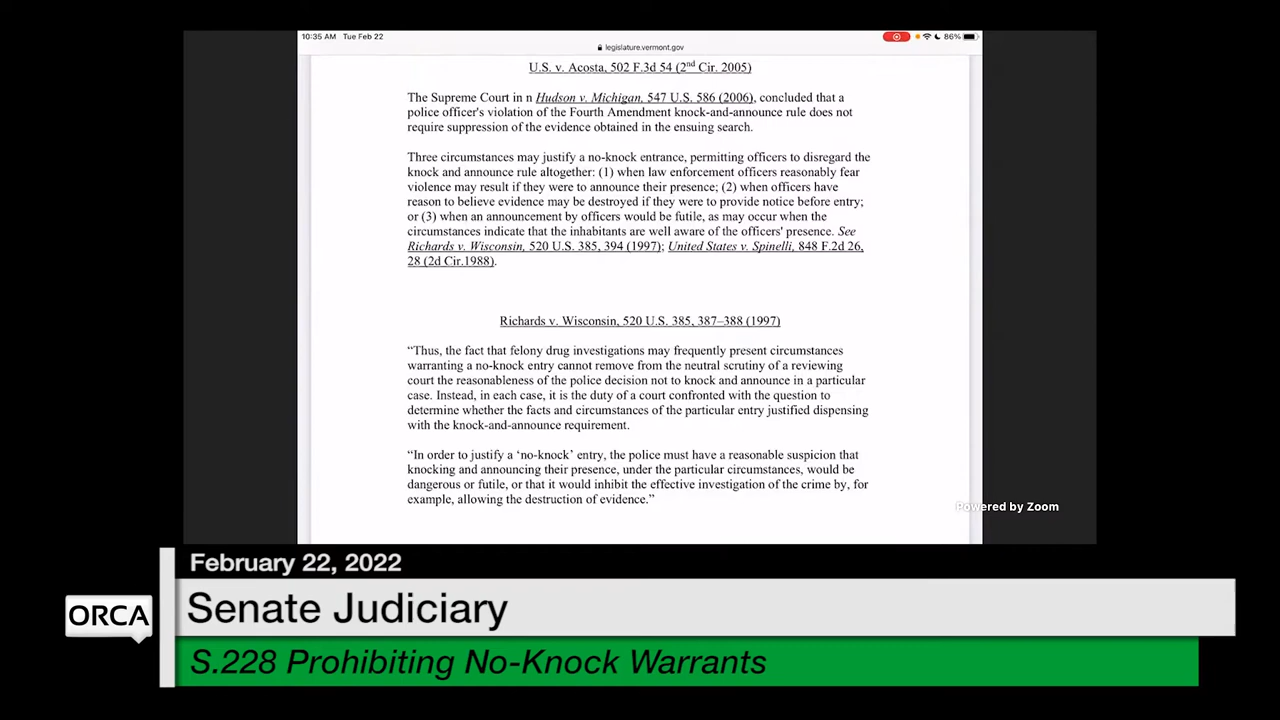 10:35 AM Tue Feb 22
86%
legislature.vermont.gov
U.S. v. Acosta, 502 F.3d 54 (2nd Cir. 2005)
The Supreme Court in n Hudson v. Michigan, 547 U.S. 586 (2006), concluded that a
police officer's violation of the Fourth Amendment knock-and-announce rule does not
require suppression of the evidence obtained in the ensuing search.
Three circumstances may justify a no-knock entrance, permitting officers to disregard the
knock and announce rule altogether: (1) when law enforcement officers reasonably fear
violence may result if they were to announce their presence; (2) when officers have
reason to believe evidence may be destroyed if they were to provide notice before entry;
or (3) when an announcement by officers would be futile, as may occur when the
circumstances indicate that the inhabitants are well aware of the officers' presence. See
Richards v. Wisconsin, 520 U.S. 385, 394 (1997); United States v. Spinelli, 848 F.2d 26,
28 (2d Cir.1988).
Richards v. Wisconsin, 520 U.S. 385, 387–388 (1997)
“Thus, the fact that felony drug investigations may frequently present circumstances
warranting a no-knock entry cannot remove from the neutral scrutiny of a reviewing
court the reasonableness of the police decision not to knock and announce in a particular
case. Instead, in each case, it is the duty of a court confronted with the question to
determine whether the facts and circumstances of the particular entry justified dispensing
with the knock-and-announce requirement.
“In order to justify a ‘no-knock’ entry, the police must have a reasonable suspicion that
knocking and announcing their presence, under the particular circumstances, would be
dangerous or futile, or that it would inhibit the effective investigation of the crime by, for
example, allowing the destruction of evidence.”
Powered by Zoom
February 22, 2022
ORCA
Senate Judiciary
S.228 Prohibiting No-Knock Warrants